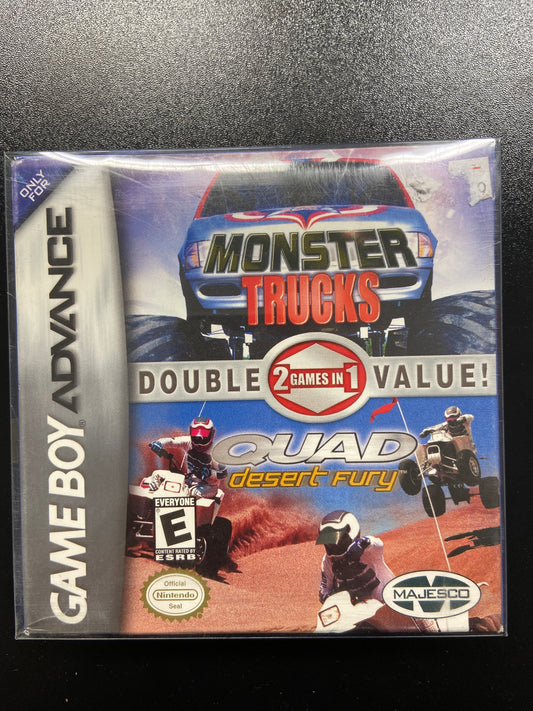 ONLY
FOR
GAME BOY ADVANCE
MONSTER
TRUCKS
DOUBLE 2 GAMES IN 1 VALUE!
QUAD
desert fury™
EVERYONE
E
CONTENT RATED BY
ESRB
Official
Nintendo
Seal
MAJESCO